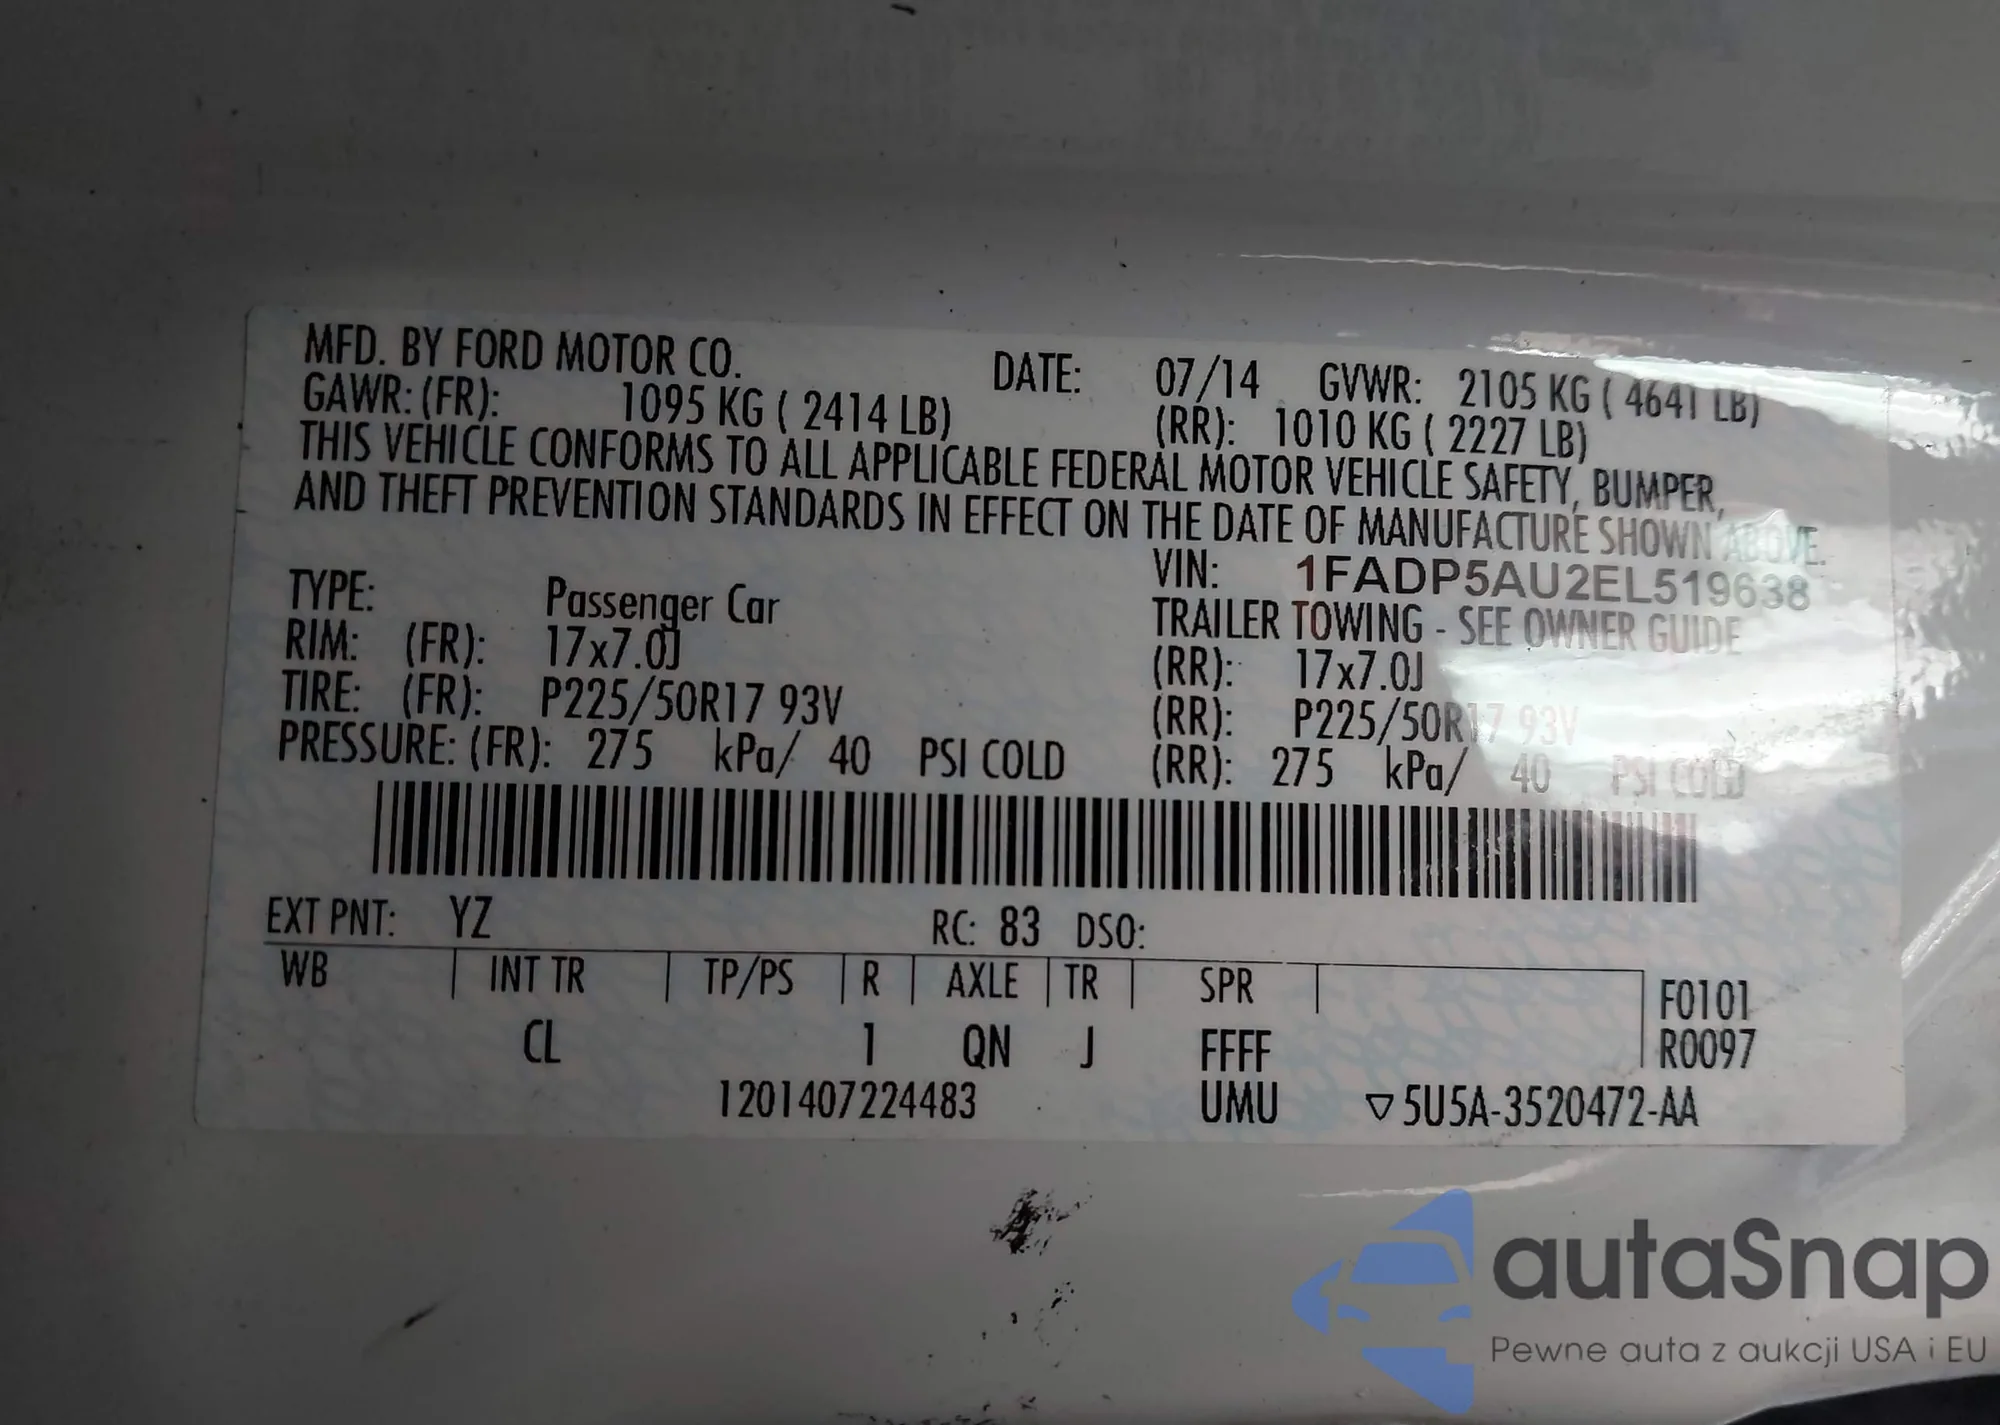 MFD. BY FORD MOTOR CO. DATE: 07/14 GVWR: 2105 KG ( 4641 LB)
GAWR: (FR): 1095 KG ( 2414 LB) (RR): 1010 KG ( 2227 LB)
THIS VEHICLE CONFORMS TO ALL APPLICABLE FEDERAL MOTOR VEHICLE SAFETY, BUMPER,
AND THEFT PREVENTION STANDARDS IN EFFECT ON THE DATE OF MANUFACTURE SHOWN ABOVE.
VIN: 1FADP5AU2EL519638
TYPE: Passenger Car TRAILER TOWING - SEE OWNER GUIDE
RIM: (FR): 17x7.0J (RR): 17x7.0J
TIRE: (FR): P225/50R17 93V (RR): P225/50R17 93V
PRESSURE: (FR): 275 kPa/ 40 PSI COLD (RR): 275 kPa/ 40 PSI COLD
EXT PNT: YZ RC: 83 DSO:
WB INT TR TP/PS R AXLE TR SPR F0101
CL 1 QN J FFFF R0097
1201407224483 UMU ▽5U5A-3520472-AA
autaSnap
Pewne auta z aukcji USA i EU